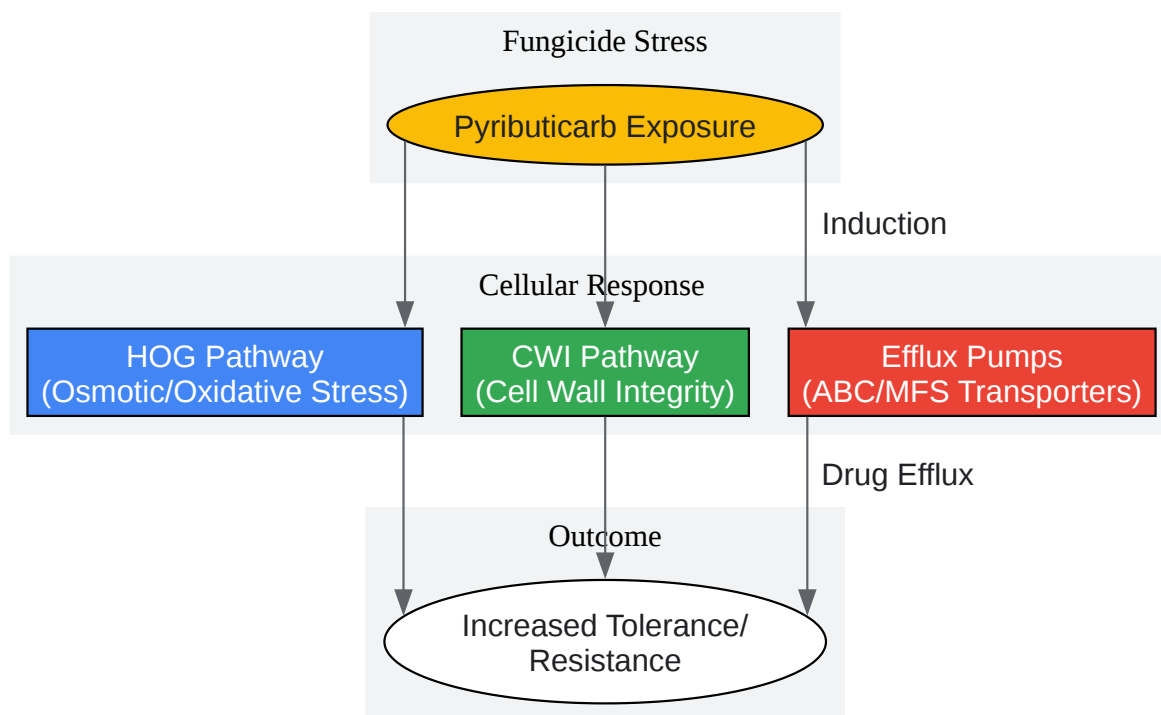 Fungicide Stress
Pyributicarb Exposure
Induction
Cellular Response
HOG Pathway
(Osmotic/Oxidative Stress)
CWI Pathway
(Cell Wall Integrity)
Efflux Pumps
(ABC/MFS Transporters)
Drug Efflux
Outcome
Increased Tolerance/
Resistance